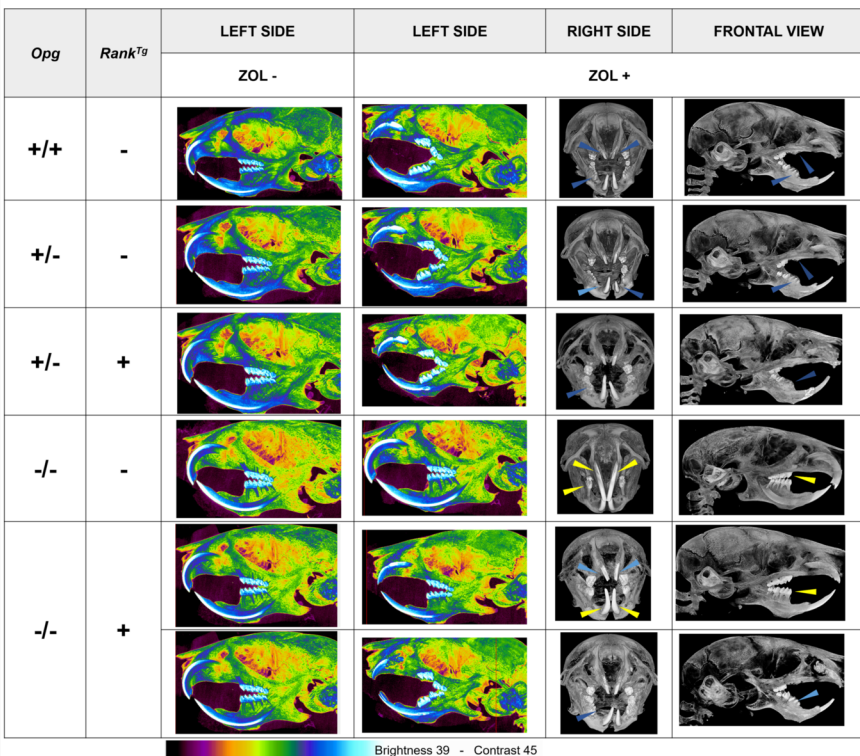 Opg Rank^Tg LEFT SIDE LEFT SIDE RIGHT SIDE FRONTAL VIEW
ZOL - ZOL +
+/+ -
+/- -
+/- +
-/- -
-/- +
Brightness 39 - Contrast 45